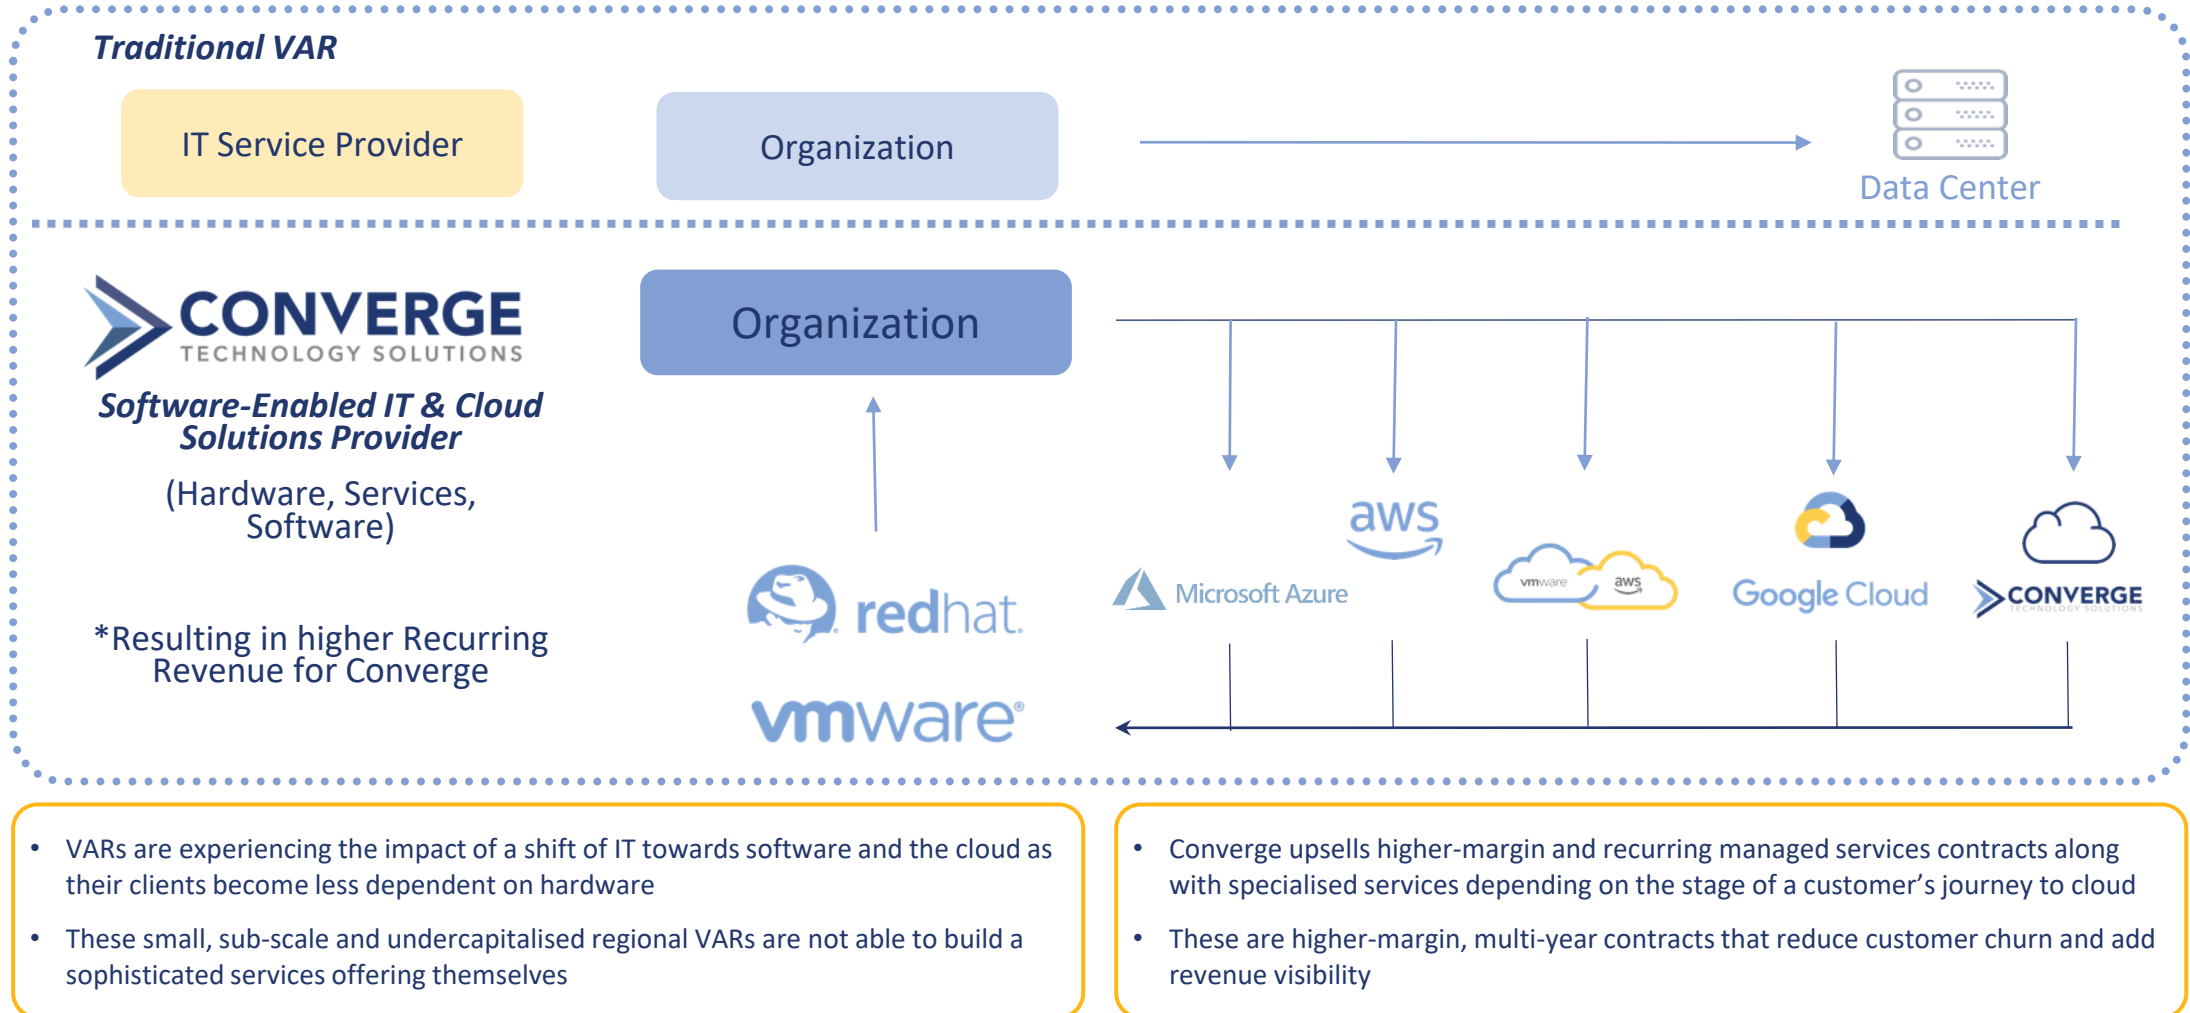 Traditional VAR
IT Service Provider
Organization
Data Center
CONVERGE
TECHNOLOGY SOLUTIONS
Software-Enabled IT & Cloud
Solutions Provider
(Hardware, Services,
Software)
*Resulting in higher Recurring
Revenue for Converge
Organization
redhat.
vmware®
Microsoft Azure
aws
vmware
aws
Google Cloud
CONVERGE
TECHNOLOGY SOLUTIONS
• VARs are experiencing the impact of a shift of IT towards software and the cloud as
their clients become less dependent on hardware
• These small, sub-scale and undercapitalised regional VARs are not able to build a
sophisticated services offering themselves
• Converge upsells higher-margin and recurring managed services contracts along
with specialised services depending on the stage of a customer’s journey to cloud
• These are higher-margin, multi-year contracts that reduce customer churn and add
revenue visibility